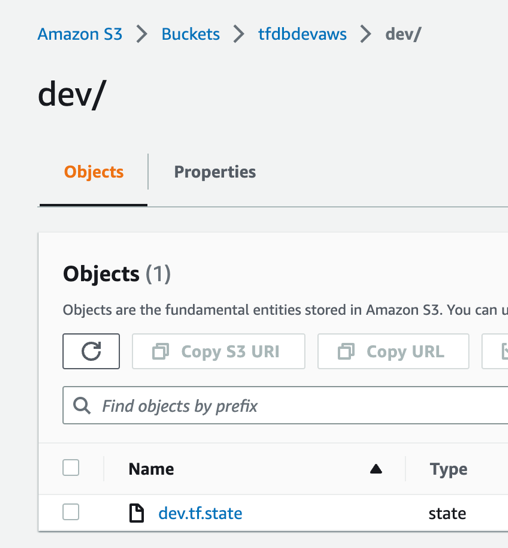 Amazon S3 > Buckets > tfdbdevaws > dev/
dev/
Objects Properties
Objects (1)
Objects are the fundamental entities stored in Amazon S3. You can u
Copy S3 URI Copy URL
Find objects by prefix
Name Type
dev.tf.state state